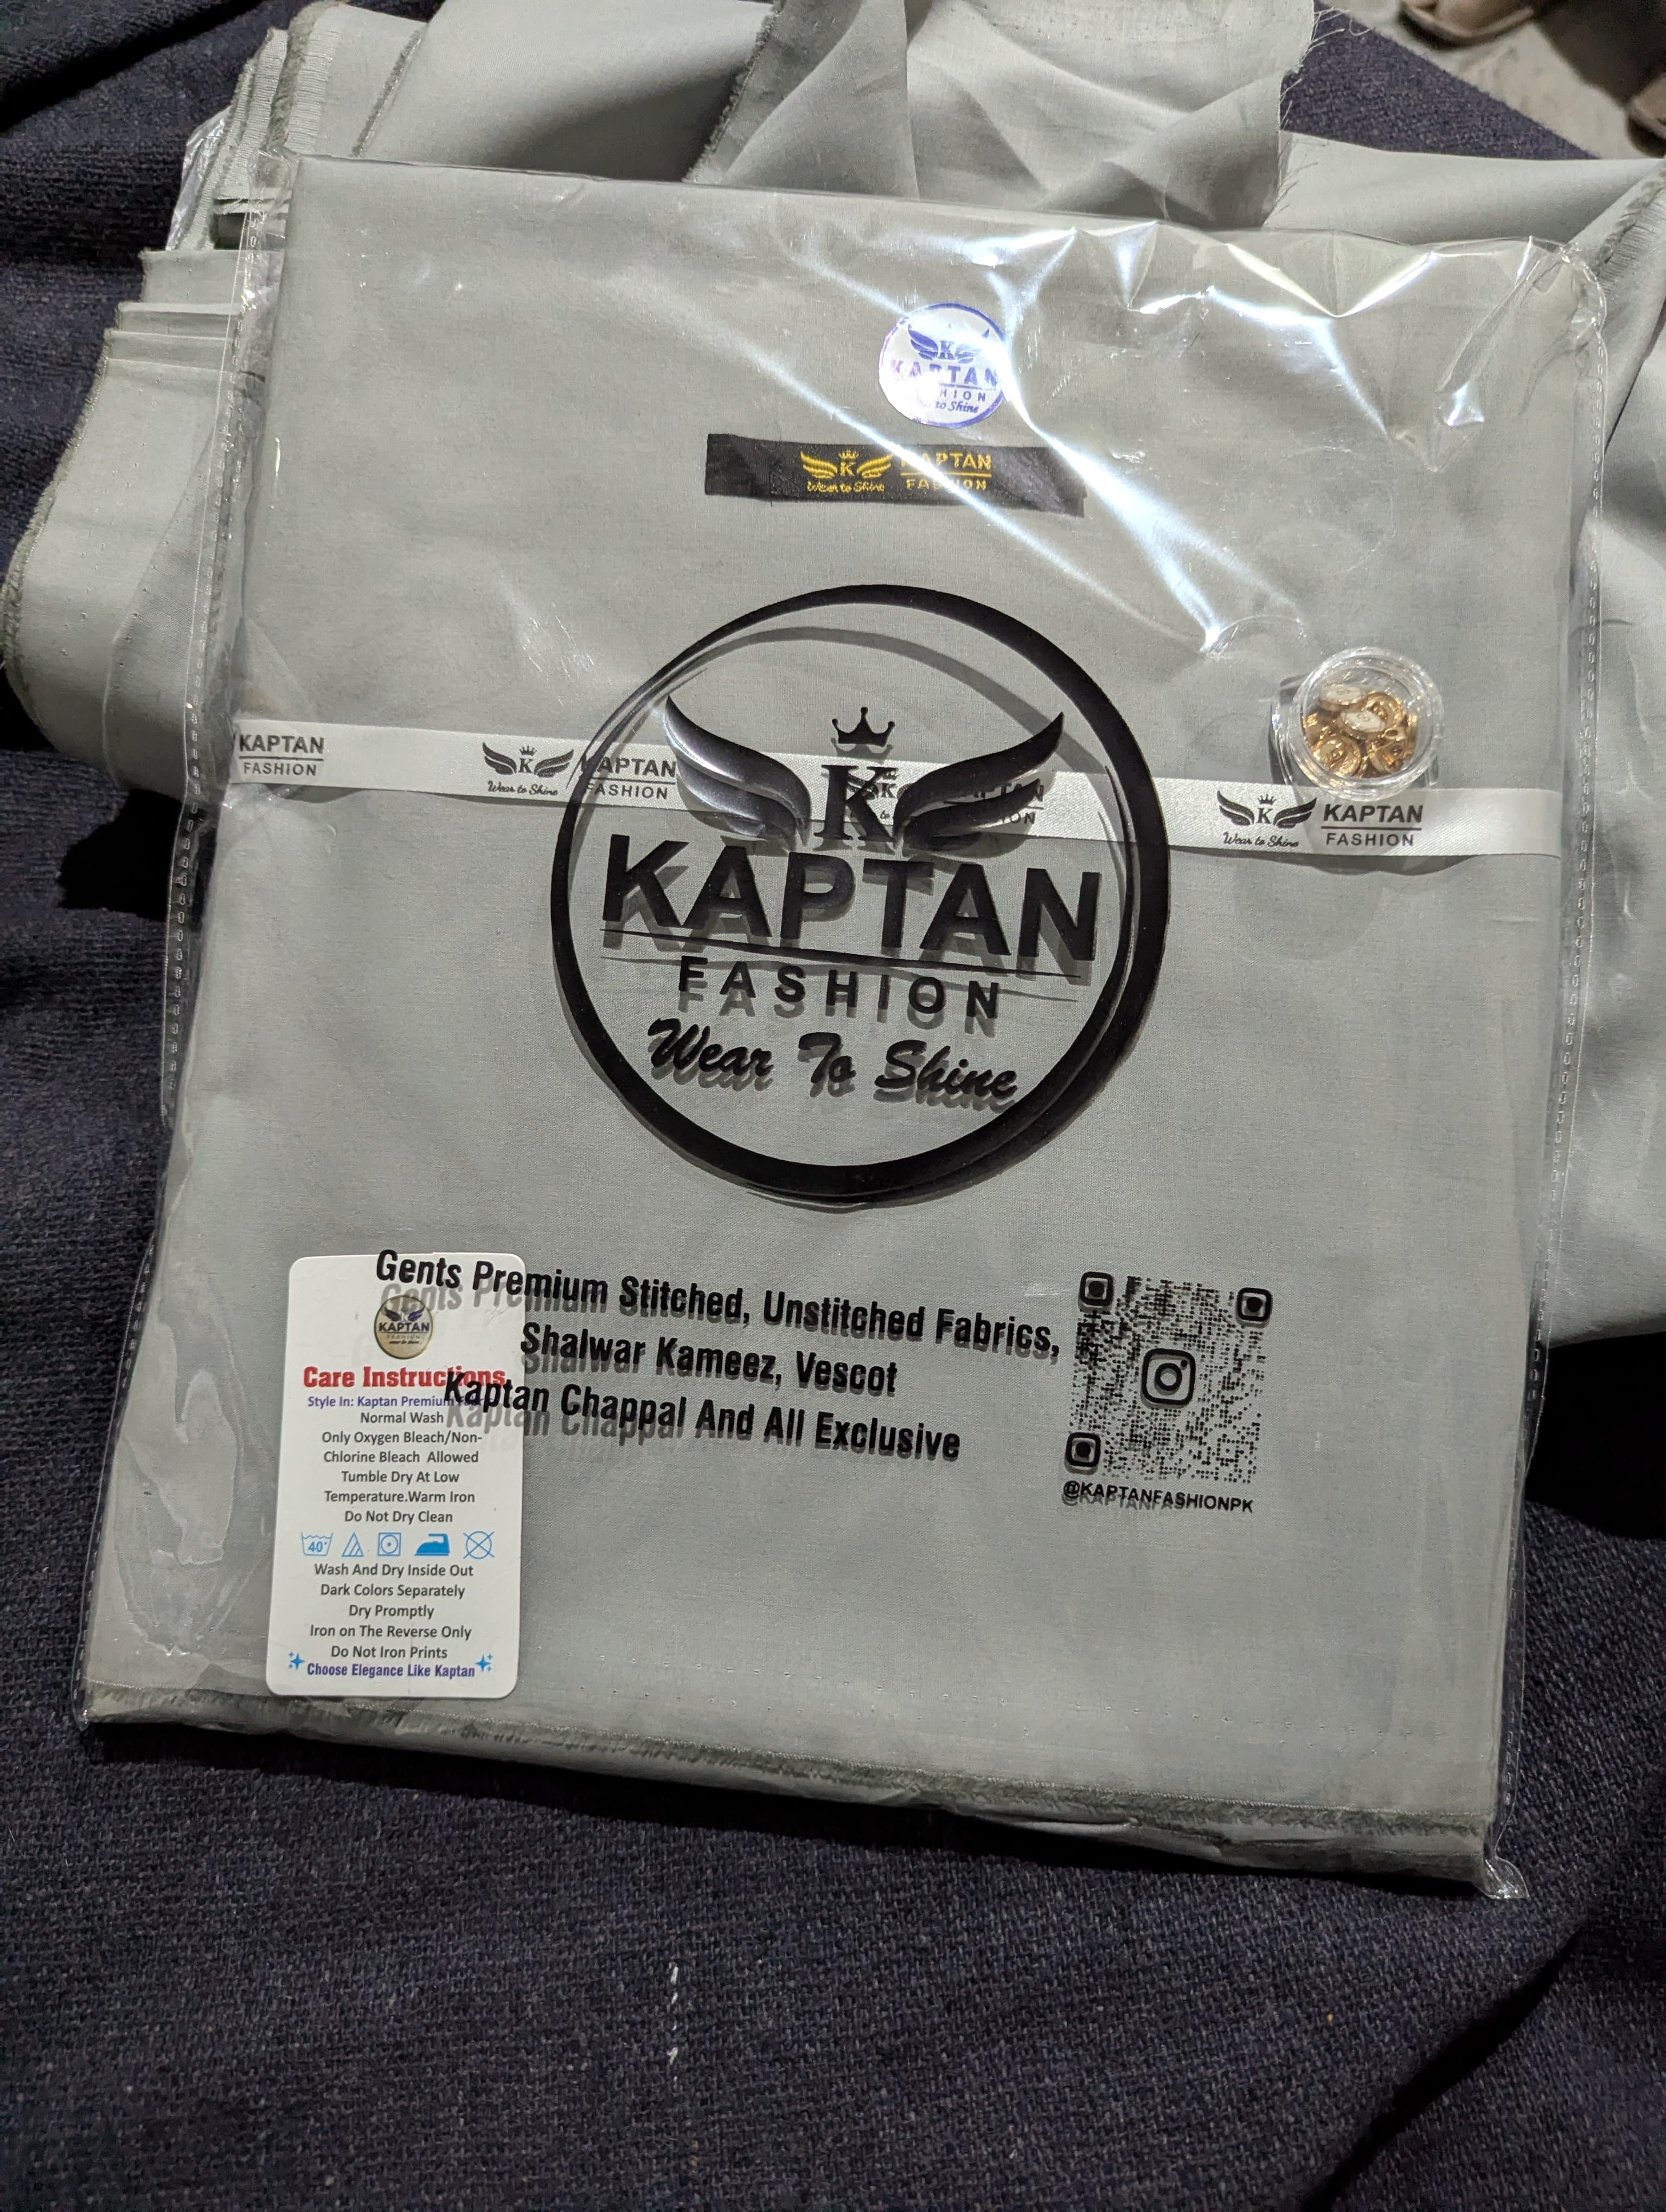 K
KAPTAN
FASHION
to Shine
K
Wear to Shine
KAPTAN
FASHION
KAPTAN
FASHION
K
Wear to Shine
KAPTAN
FASHION
K
Wear to Shine
KAPTAN
FASHION
K
KAPTAN
FASHION
Wear To Shine
Gents Premium Stitched, Unstitched Fabrics,
Shalwar Kameez, Vescot
Kaptan Chappal And All Exclusive
@KAPTANFASHIONPK
KAPTAN
FASHION
Care Instructions
Style In: Kaptan Premium
Normal Wash
Only Oxygen Bleach/Non-
Chlorine Bleach Allowed
Tumble Dry At Low
Temperature.Warm Iron
Do Not Dry Clean
40°
Wash And Dry Inside Out
Dark Colors Separately
Dry Promptly
Iron on The Reverse Only
Do Not Iron Prints
Choose Elegance Like Kaptan